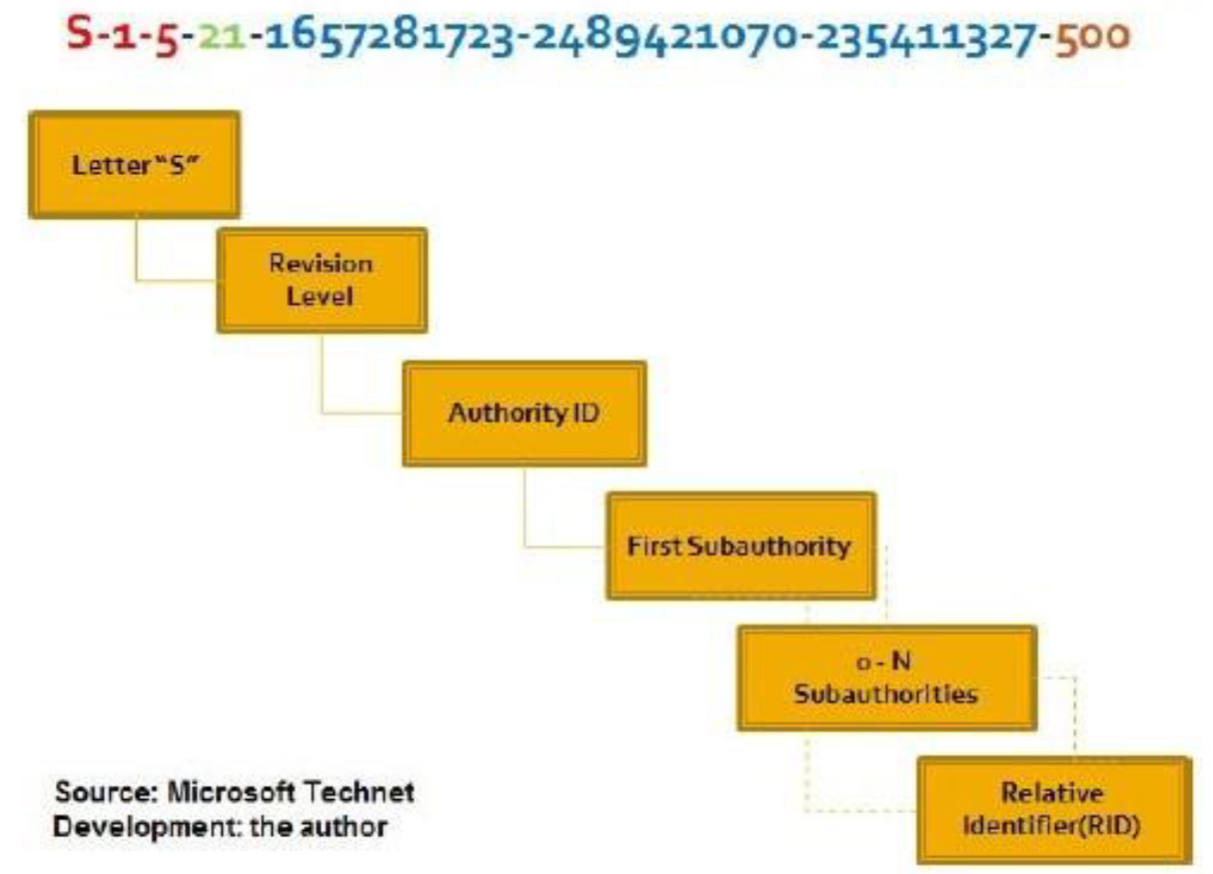 S-1-5-21-1657281723-2489421070-235411327-500
Letter "S"
Revision
Level
Authority ID
First Subauthority
0 - N
Subauthorities
Relative
Identifier(RID)
Source: Microsoft Technet
Development: the author